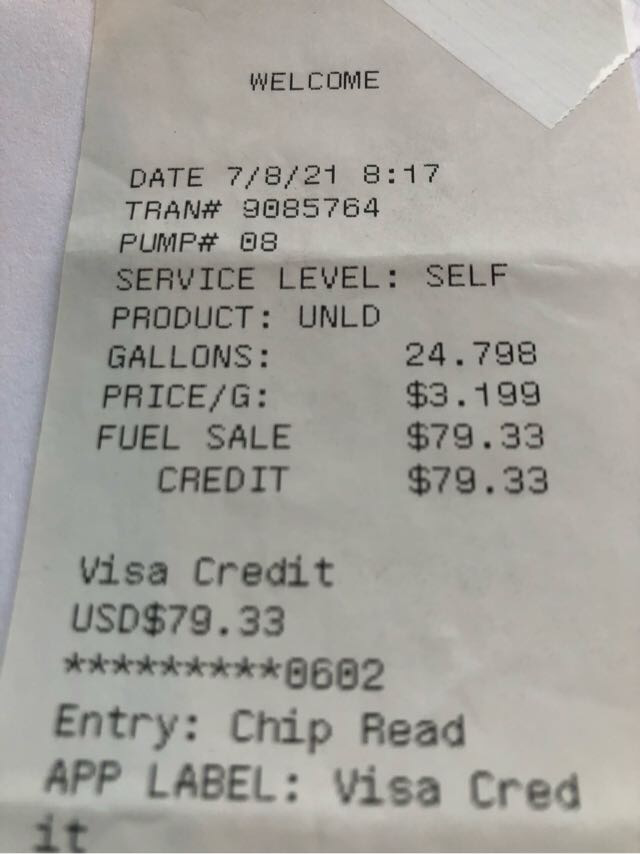 WELCOME
DATE 7/8/21 8:17
TRAN# 9085764
PUMP# 08
SERVICE LEVEL: SELF
PRODUCT: UNLD
GALLONS: 24.798
PRICE/G: $3.199
FUEL SALE $79.33
CREDIT $79.33
Visa Credit
USD$79.33
*********0602
Entry: Chip Read
APP LABEL: Visa Cred
it